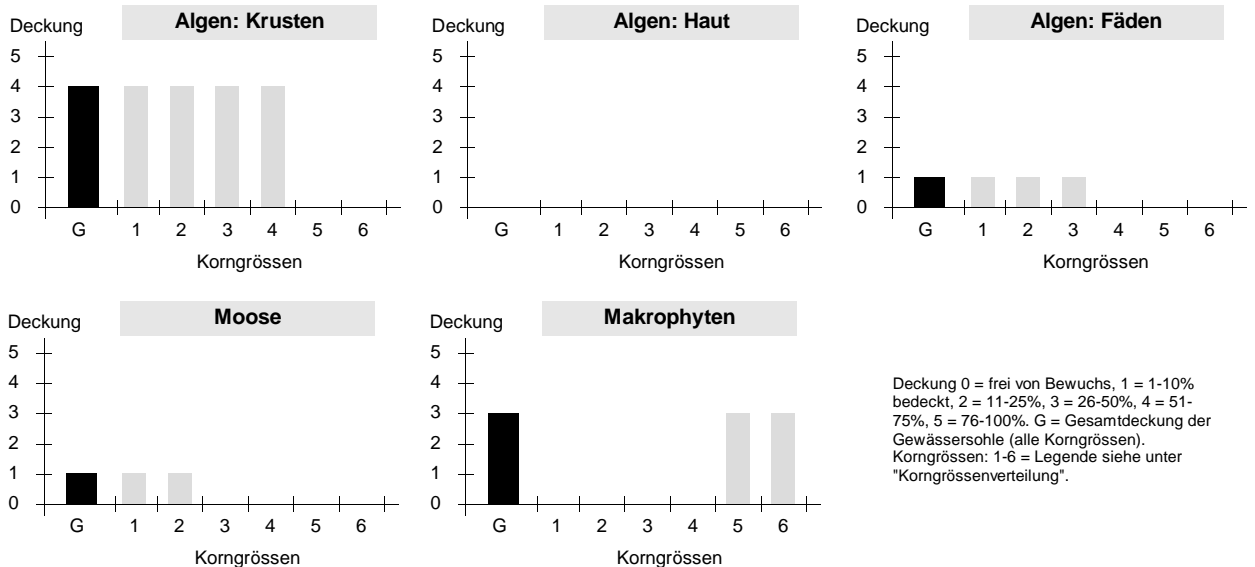 Deckung
Algen: Krusten
5
4
3
2
1
0
G 1 2 3 4 5 6
Korngrössen
Deckung
Algen: Haut
5
4
3
2
1
0
G 1 2 3 4 5 6
Korngrössen
Deckung
Algen: Fäden
5
4
3
2
1
0
G 1 2 3 4 5 6
Korngrössen
Deckung
Moose
5
4
3
2
1
0
G 1 2 3 4 5 6
Korngrössen
Deckung
Makrophyten
5
4
3
2
1
0
G 1 2 3 4 5 6
Korngrössen
Deckung 0 = frei von Bewuchs, 1 = 1-10%
bedeckt, 2 = 11-25%, 3 = 26-50%, 4 = 51-
75%, 5 = 76-100%. G = Gesamtdeckung der
Gewässersohle (alle Korngrössen).
Korngrössen: 1-6 = Legende siehe unter
"Korngrössenverteilung".